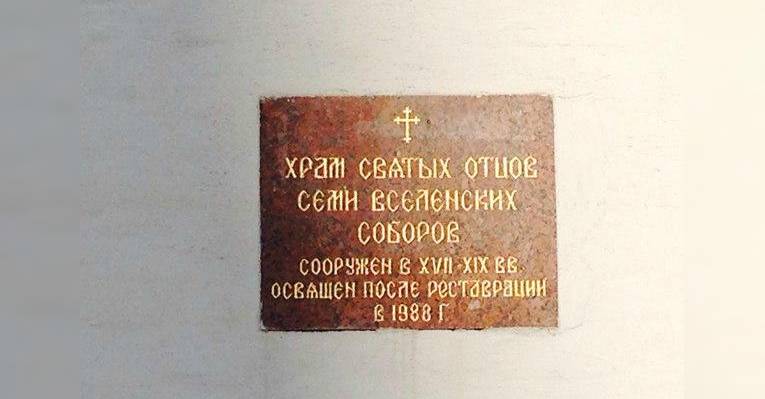 ХРАМ СВЯТЫХ ОТЦОВ
СЕМИ ВСЕЛЕНСКИХ
СОБОРОВ
СООРУЖЕН В XVII-XIX ВВ.
ОСВЯЩЕН ПОСЛЕ РЕСТАВРАЦИИ
В 1988 Г.